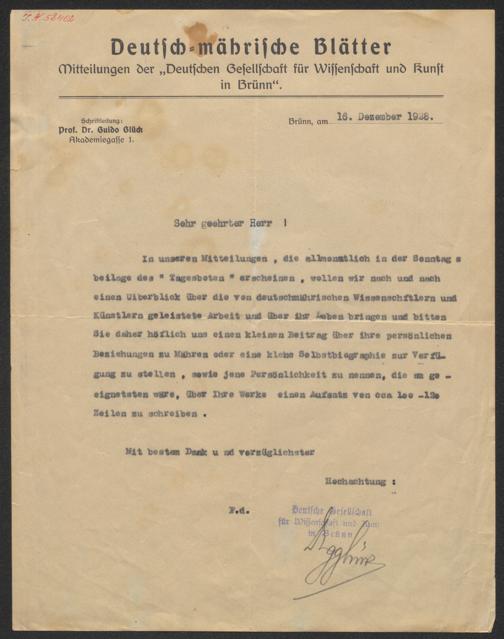 I.N. 58402
Deutsch-mährische Blätter
Mitteilungen der „Deutschen Gesellschaft für Wissenschaft und Kunst
in Brünn“.
Schriftleitung:
Prof. Dr. Guido Glück
Akademiegasse 1.
Brünn, am 16. Dezember 1928.
Sehr geehrter Herr !
In unseren Mitteilungen , die allmonatlich in der Sonntag s
beilage des " Tagesboten " erscheinen , wollen wir nach und nach
einen Ulberblick über die von deutschmährischen Wissenschftlern und
Künstlern geleistete Arbeit und über ihr Leben bringen und bitten
Sie daher höflich uns einen kleinen Beitrag über ihre persönlichen
Beziehungen zu Mähren oder eine klene Selbstbiographie zur Verfü-
gung zu stellen , sowie jene Persönlichkeit zu nennen, die am ge -
eignetsten wäre, über Ihre Werke einen Aufsatz von cca 100 -120
Zeilen zu schreiben .
Mit bestem Dank u nd vorzüglichster
Hochachtung :
F.d.
Deutsche Gesellschaft
für Wissenschaft und Kunst
in Brünn